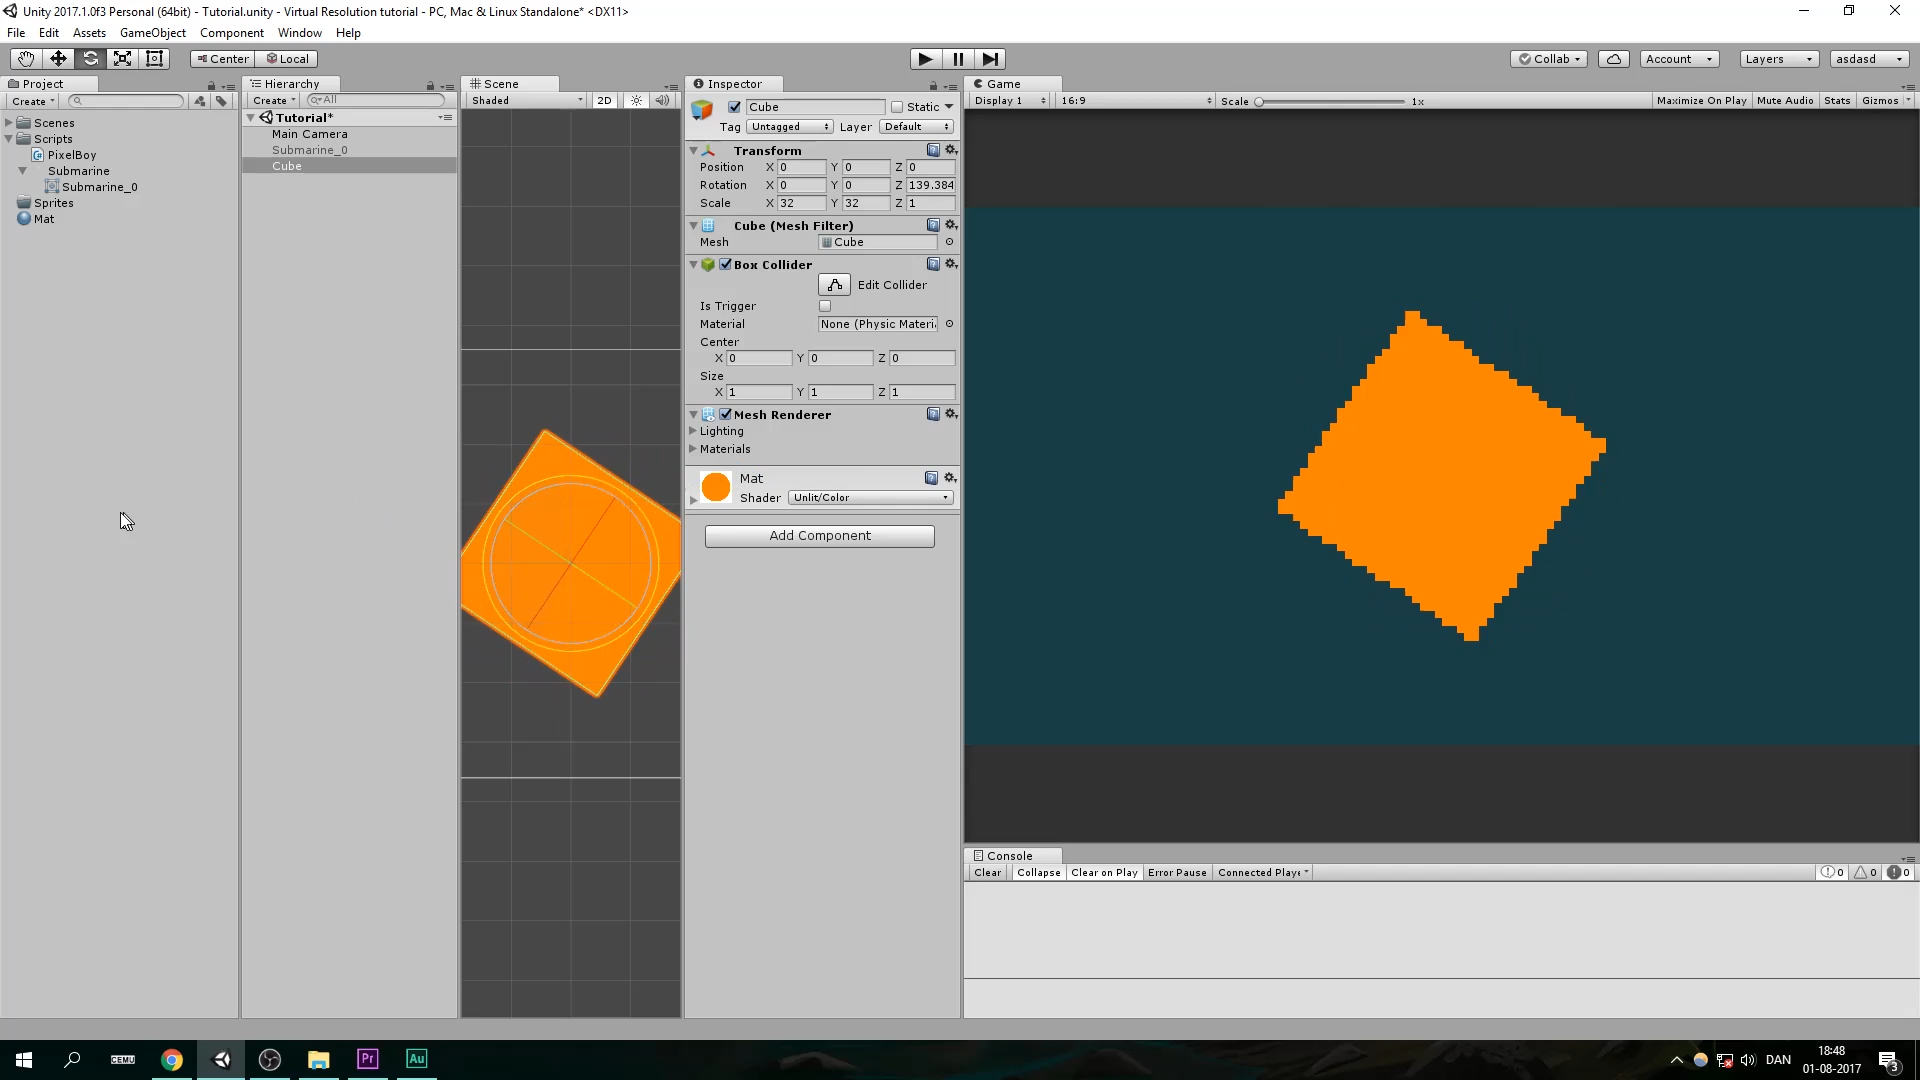 Unity 2017.1.0f3 Personal (64bit) - Tutorial.unity - Virtual Resolution tutorial - PC, Mac & Linux Standalone* <DX11>
File Edit Assets GameObject Component Window Help
Center Local
Collab Account Layers asdasd
Project
Create
Scenes
Scripts
PixelBoy
Submarine
Submarine_0
Sprites
Mat
Hierarchy
Create All
Tutorial*
Main Camera
Submarine_0
Cube
Scene
Shaded 2D
Inspector
Cube Static
Tag Untagged Layer Default
Transform
Position X 0 Y 0 Z 0
Rotation X 0 Y 0 Z 139.384
Scale X 32 Y 32 Z 1
Cube (Mesh Filter)
Mesh Cube
Box Collider
Edit Collider
Is Trigger
Material None (Physic Materi
Center
X 0 Y 0 Z 0
Size
X 1 Y 1 Z 1
Mesh Renderer
Lighting
Materials
Mat
Shader Unlit/Color
Add Component
Game
Display 1 16:9 Scale 1x Maximize On Play Mute Audio Stats Gizmos
Console
Clear Collapse Clear on Play Error Pause Connected Playe 0 0 0
CEMU Pr Au DAN 18:48
01-08-2017 3